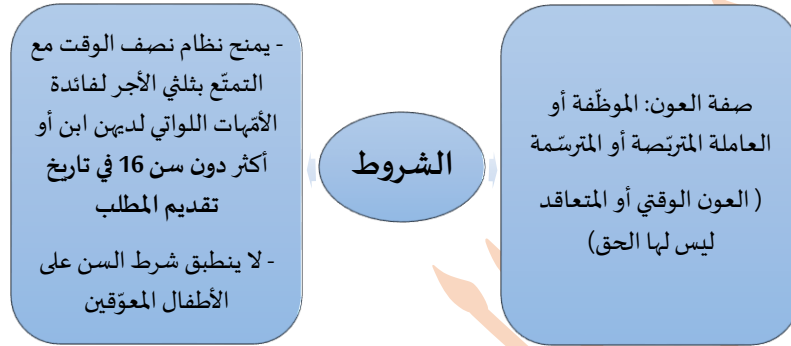 الشروط
صفة العون: الموظّفة أو
العاملة المتربّصة أو المترسّمة
( العون الوقتي أو المتعاقد
ليس لها الحق)
- يمنح نظام نصف الوقت مع
التمتّع بثلثي الأجر لفائدة
الأمّهات اللواتي لديهن ابن أو
أكثر دون سن 16 في تاريخ
تقديم المطلب
- لا ينطبق شرط السن على
الأطفال المعوّقين